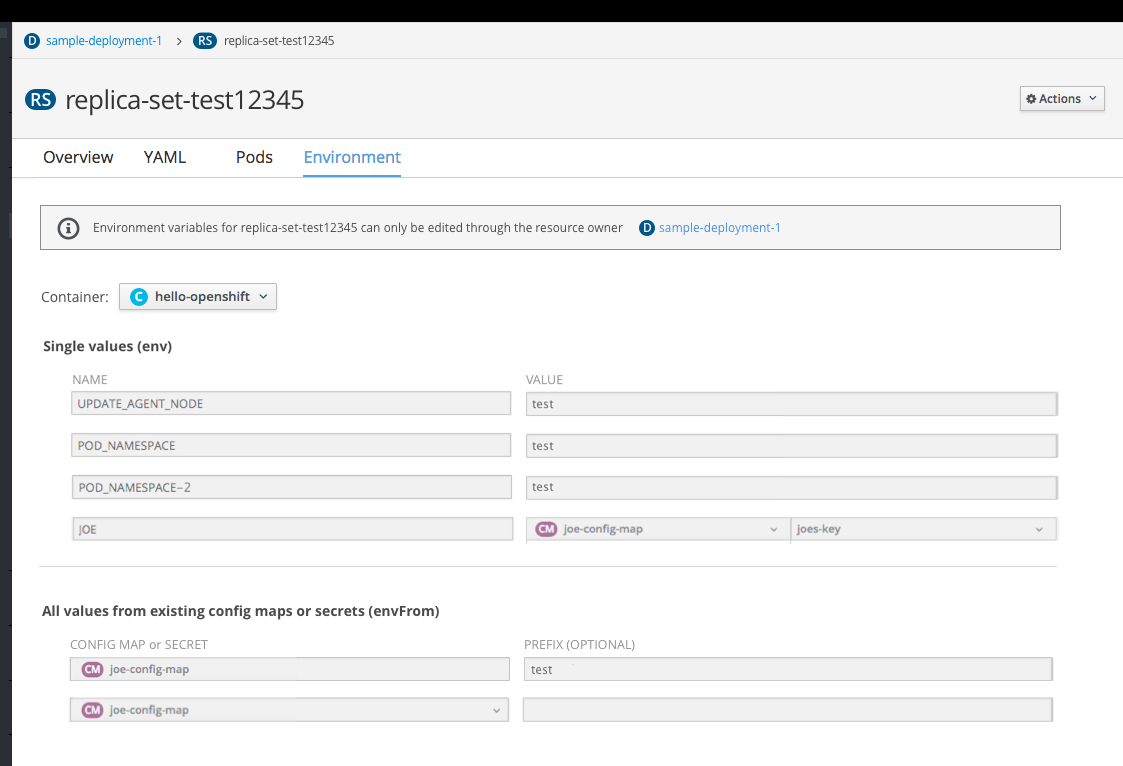 D sample-deployment-1 > RS replica-set-test12345
RS replica-set-test12345 Actions
Overview YAML Pods Environment
Environment variables for replica-set-test12345 can only be edited through the resource owner D sample-deployment-1
Container: C hello-openshift
Single values (env)
NAME VALUE
UPDATE_AGENT_NODE test
POD_NAMESPACE test
POD_NAMESPACE–2 test
JOE CM joe-config-map joes-key
All values from existing config maps or secrets (envFrom)
CONFIG MAP or SECRET PREFIX (OPTIONAL)
CM joe-config-map test
CM joe-config-map